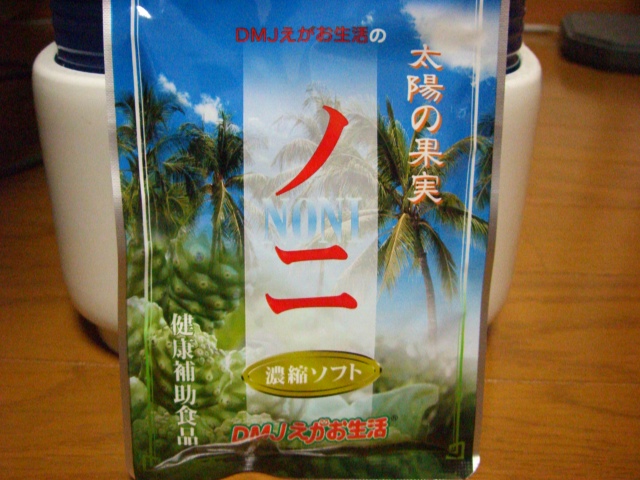 DMJえがお生活の
太陽の果実
ノニ
NONI
濃縮ソフト
健康補助食品
DMJえがお生活®